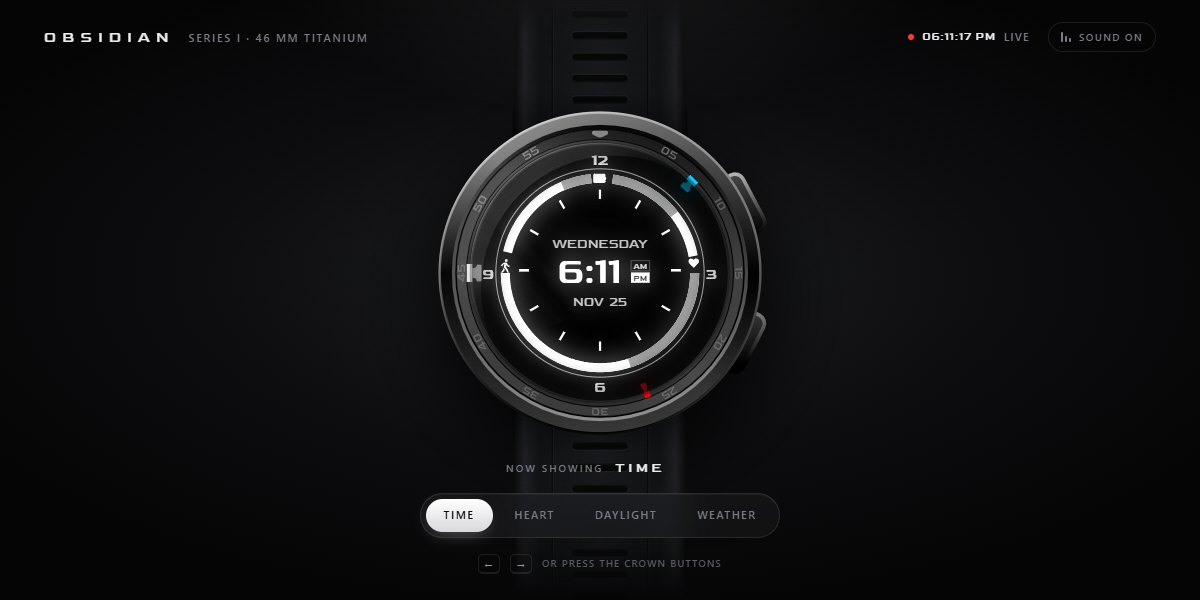 OBSIDIAN SERIES I · 46 MM TITANIUM
06:11:17 PM LIVE
SOUND ON
55
05
12
50
10
45
9
3
15
WEDNESDAY
6:11 AM PM
NOV 25
40
20
6
35
25
30
NOW SHOWING TIME
TIME HEART DAYLIGHT WEATHER
← → OR PRESS THE CROWN BUTTONS